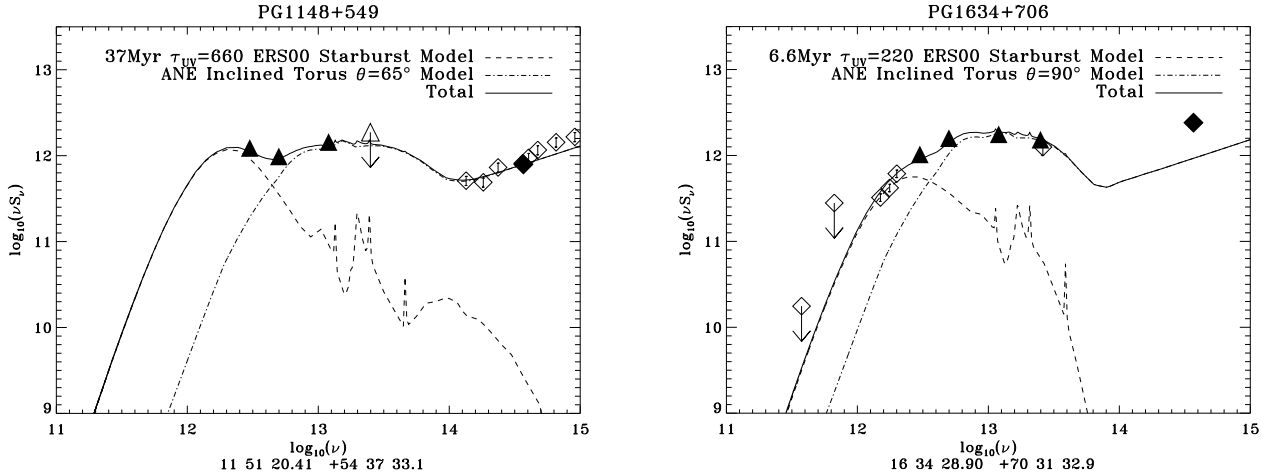 PG1148+549
37Myr τUV=660 ERS00 Starburst Model
ANE Inclined Torus θ=65° Model
Total
13
12
11
10
9
log10(νSν)
11 12 13 14 15
log10(ν)
11 51 20.41 +54 37 33.1
PG1634+706
6.6Myr τUV=220 ERS00 Starburst Model
ANE Inclined Torus θ=90° Model
Total
13
12
11
10
9
log10(νSν)
11 12 13 14 15
log10(ν)
16 34 28.90 +70 31 32.9